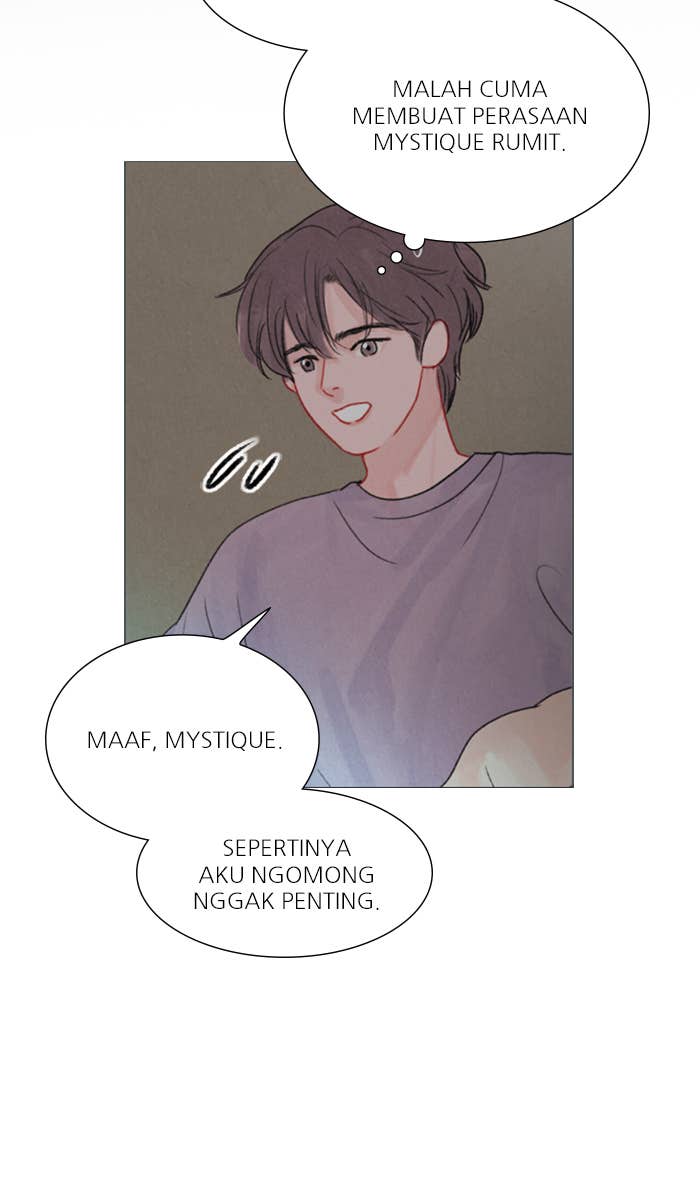 MALAH CUMA
MEMBUAT PERASAAN
MYSTIQUE RUMIT.
MAAF, MYSTIQUE.
SEPERTINYA
AKU NGOMONG
NGGAK PENTING.